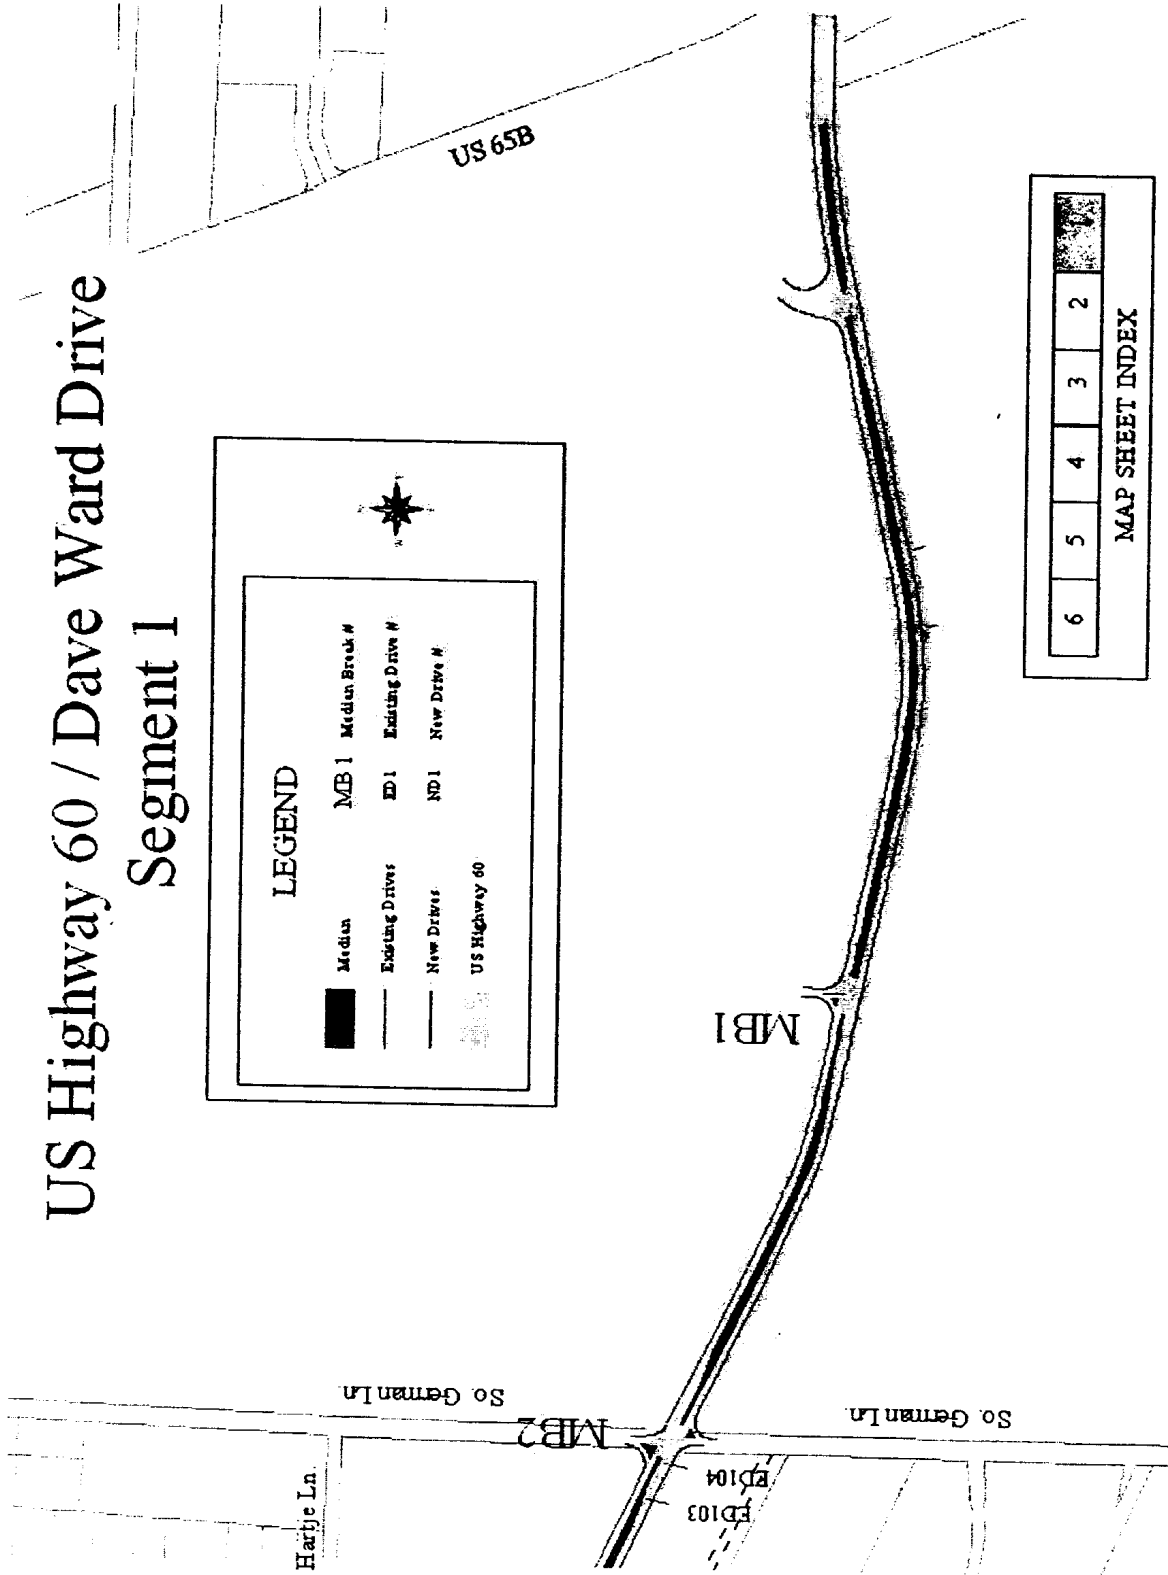 US Highway 60 / Dave Ward Drive
Segment 1
LEGEND
Median
MB1 Median Break #
Existing Drives
ED1 Existing Drive #
New Drives
ND1 New Drive #
US Highway 60
US 65B
MB1
MB2
So. German Ln.
So. German Ln.
Hartje Ln.
ED104
ED103
6 5 4 3 2 1
MAP SHEET INDEX